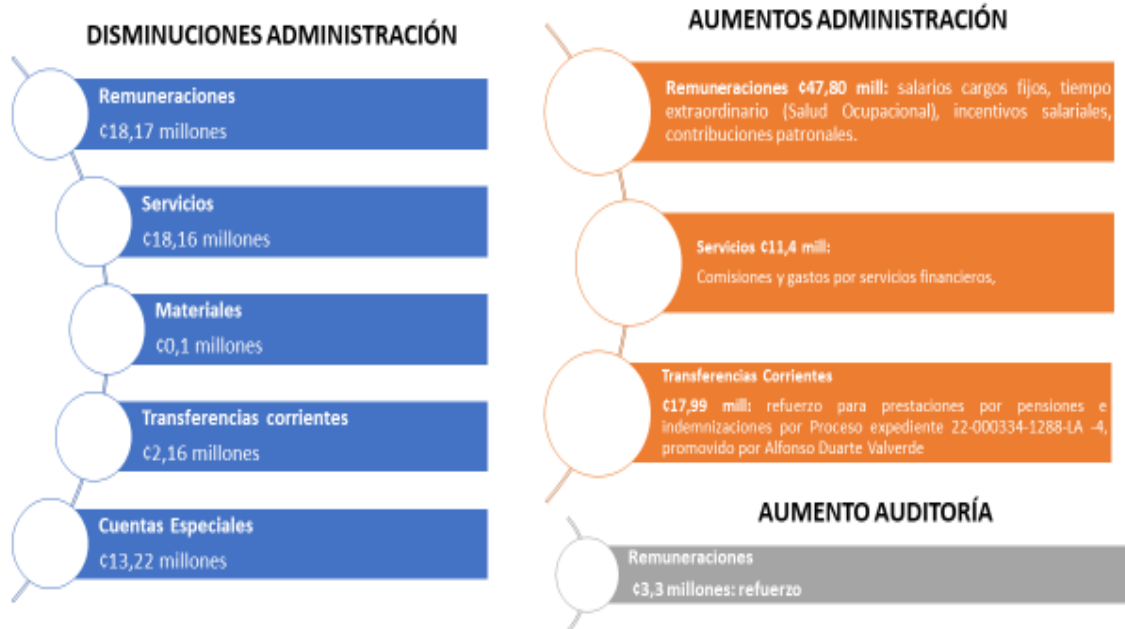 DISMINUCIONES ADMINISTRACIÓN
Remuneraciones
¢18,17 millones
Servicios
¢18,16 millones
Materiales
¢0,1 millones
Transferencias corrientes
¢2,16 millones
Cuentas Especiales
¢13,22 millones
AUMENTOS ADMINISTRACIÓN
Remuneraciones ¢47,80 mill: salarios cargos fijos, tiempo
extraordinario (Salud Ocupacional), incentivos salariales,
contribuciones patronales.
Servicios ¢11,4 mill:
Comisiones y gastos por servicios financieros,
Transferencias Corrientes
¢17,99 mill: refuerzo para prestaciones por pensiones e
indemnizaciones por Proceso expediente 22-000334-1288-LA -4,
promovido por Alfonso Duarte Valverde
AUMENTO AUDITORÍA
Remuneraciones
¢3,3 millones: refuerzo